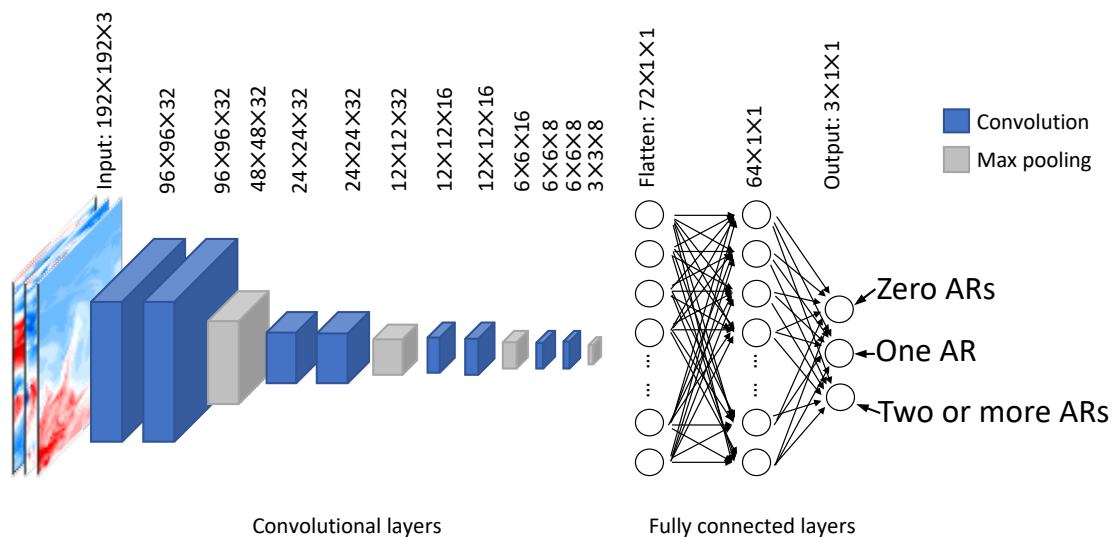 Input: 192×192×3
96×96×32
96×96×32
48×48×32
24×24×32
24×24×32
12×12×32
12×12×16
12×12×16
6×6×16
6×6×8
6×6×8
3×3×8
Flatten: 72×1×1
64×1×1
Output: 3×1×1
Convolution
Max pooling
Zero ARs
One AR
Two or more ARs
...
...
...
...
Convolutional layers
Fully connected layers